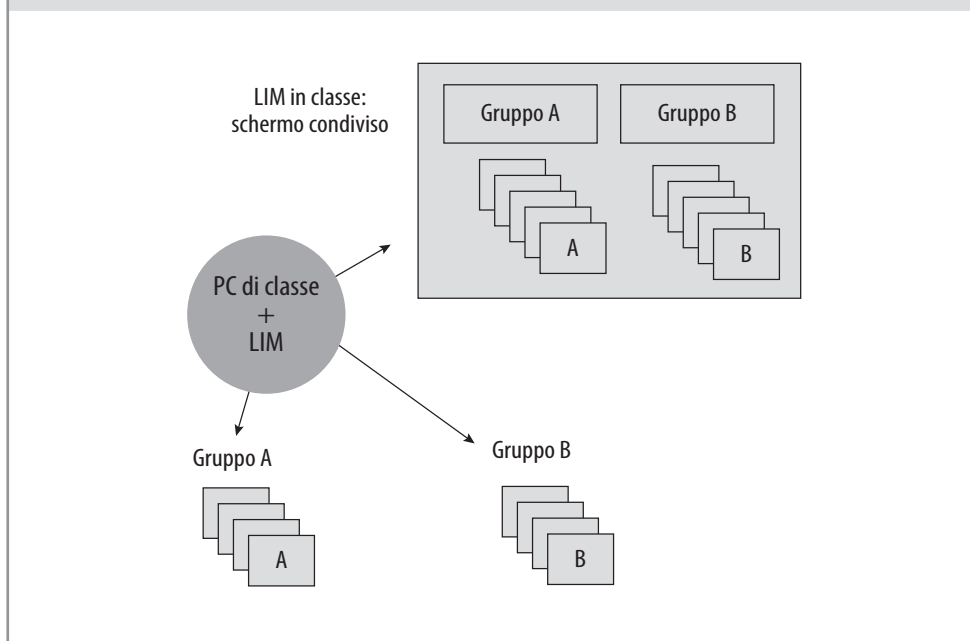 LIM in classe:
schermo condiviso
Gruppo A
Gruppo B
A
B
PC di classe
+
LIM
Gruppo A
Gruppo B
A
B